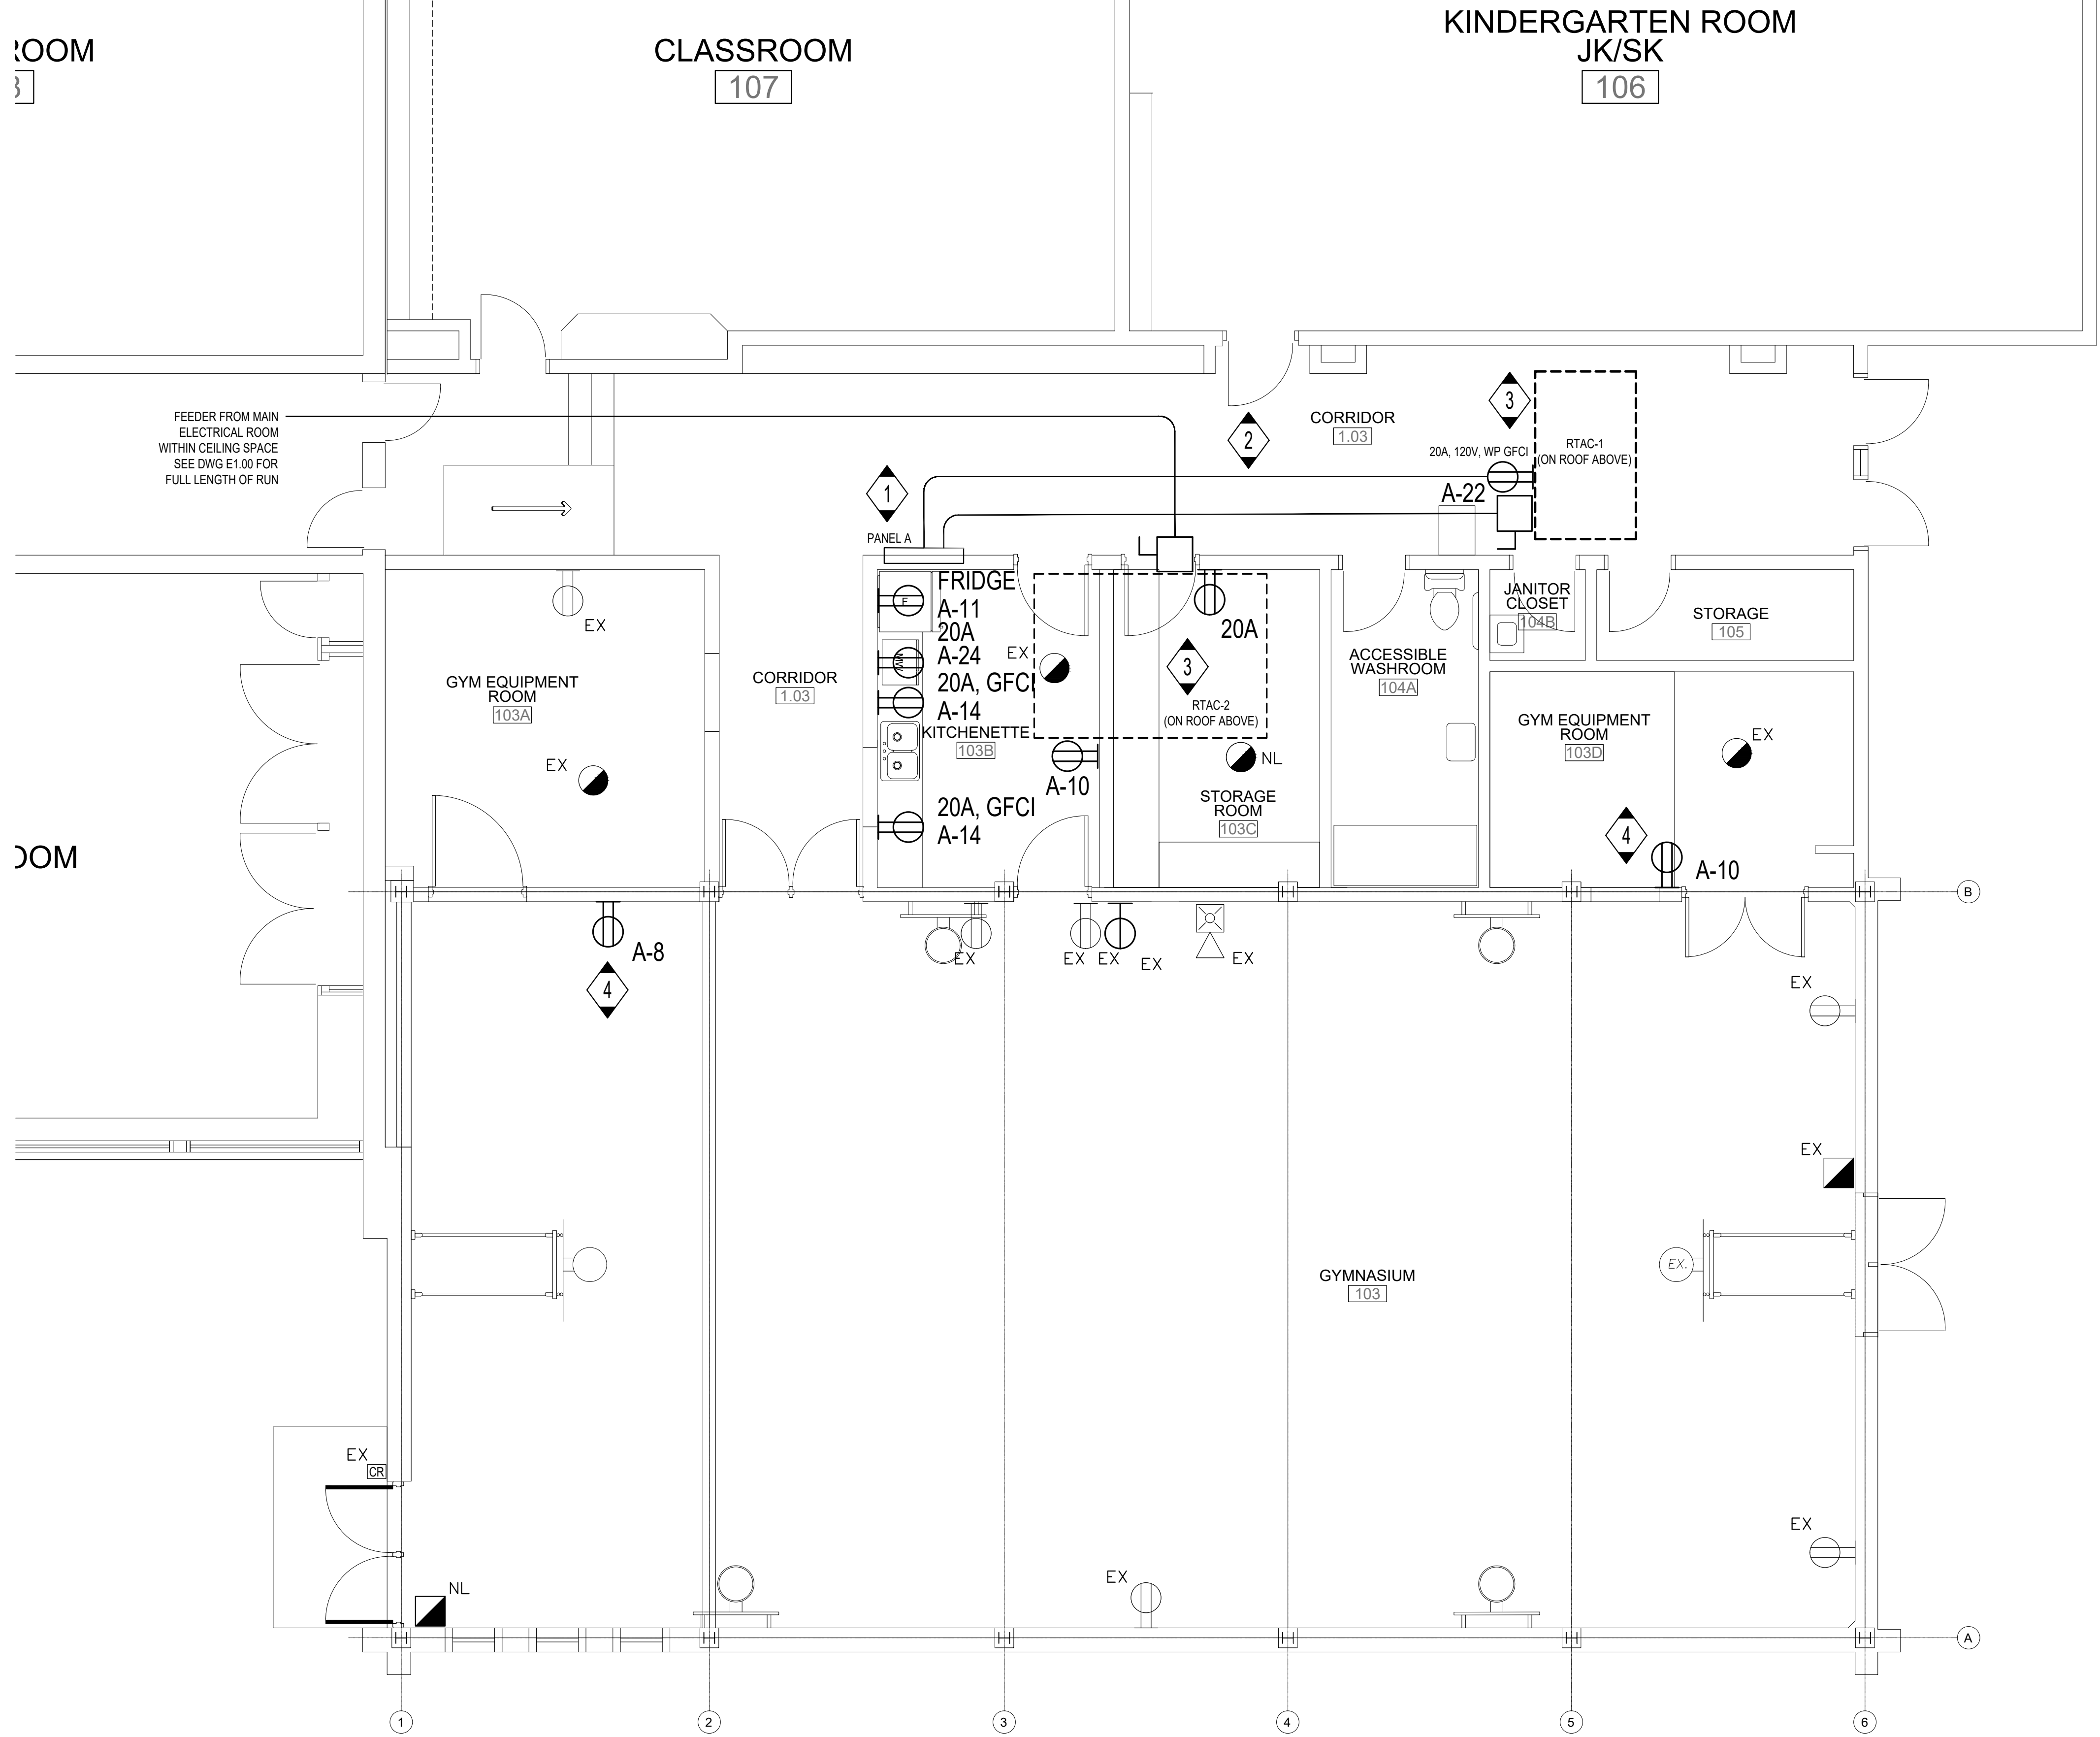 KINDERGARTEN ROOM
JK/SK
106
CLASSROOM
107
ROOM
FEEDER FROM MAIN
ELECTRICAL ROOM
WITHIN CEILING SPACE
SEE DWG E1.00 FOR
FULL LENGTH OF RUN
CORRIDOR
1.03
2
3
RTAC-1
(ON ROOF ABOVE)
20A, 120V, WP GFCI
A-22
1
PANEL A
FRIDGE
F
A-11
20A
MW
A-24
20A, GFCI
A-14
KITCHENETTE
103B
20A, GFCI
A-14
EX
A-10
20A
3
RTAC-2
(ON ROOF ABOVE)
NL
STORAGE
ROOM
103C
EX
GYM EQUIPMENT
ROOM
103A
EX
CORRIDOR
1.03
ACCESSIBLE
WASHROOM
104A
JANITOR
CLOSET
104B
STORAGE
105
GYM EQUIPMENT
ROOM
103D
EX
4
A-10
B
A-8
4
EX
EX
EX
EX
EX
EX
EX
EX.
GYMNASIUM
103
EX
CR
NL
EX
EX
A
1
2
3
4
5
6